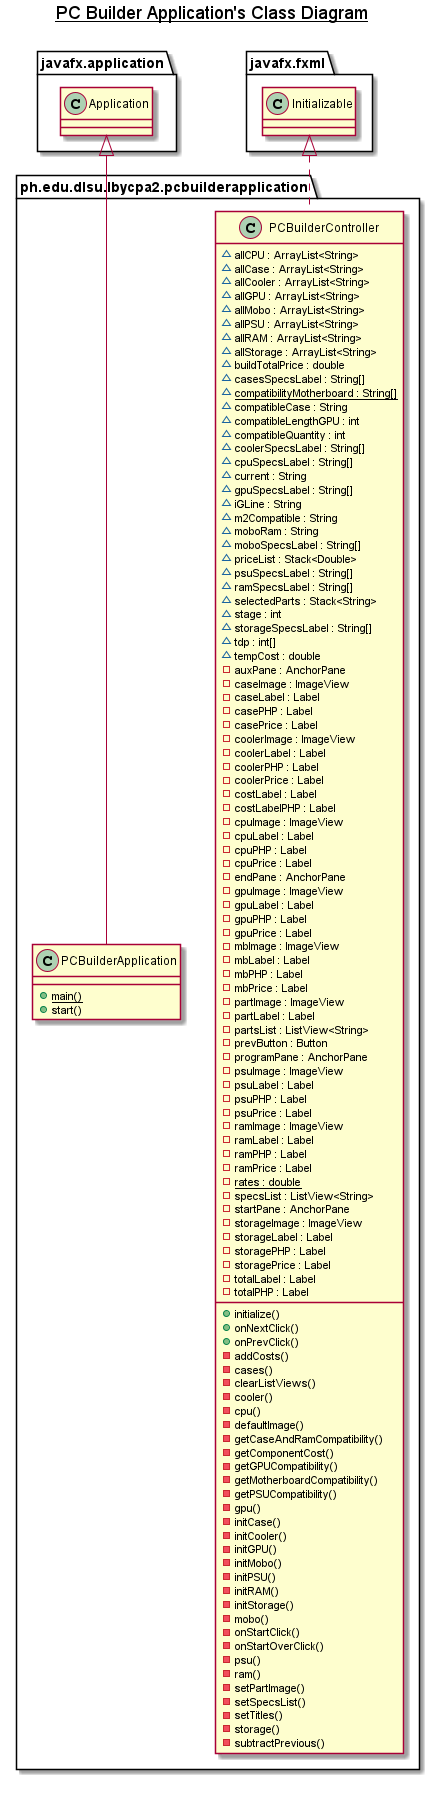 PC Builder Application's Class Diagram
javafx.application
C Application
javafx.fxml
C Initializable
ph.edu.dlsu.lbycpa2.pcbuilderapplication
C PCBuilderController
allCPU : ArrayList<String>
allCase : ArrayList<String>
allCooler : ArrayList<String>
allGPU : ArrayList<String>
allMobo : ArrayList<String>
allPSU : ArrayList<String>
allRAM : ArrayList<String>
allStorage : ArrayList<String>
buildTotalPrice : double
casesSpecsLabel : String[]
compatibilityMotherboard : String[]
compatibleCase : String
compatibleLengthGPU : int
compatibleQuantity : int
coolerSpecsLabel : String[]
cpuSpecsLabel : String[]
current : String
gpuSpecsLabel : String[]
iGLine : String
m2Compatible : String
moboRam : String
moboSpecsLabel : String[]
priceList : Stack<Double>
psuSpecsLabel : String[]
ramSpecsLabel : String[]
selectedParts : Stack<String>
stage : int
storageSpecsLabel : String[]
tdp : int[]
tempCost : double
auxPane : AnchorPane
caseImage : ImageView
caseLabel : Label
casePHP : Label
casePrice : Label
coolerImage : ImageView
coolerLabel : Label
coolerPHP : Label
coolerPrice : Label
costLabel : Label
costLabelPHP : Label
cpuImage : ImageView
cpuLabel : Label
cpuPHP : Label
cpuPrice : Label
endPane : AnchorPane
gpuImage : ImageView
gpuLabel : Label
gpuPHP : Label
gpuPrice : Label
mbImage : ImageView
mbLabel : Label
mbPHP : Label
mbPrice : Label
partImage : ImageView
partLabel : Label
partsList : ListView<String>
prevButton : Button
programPane : AnchorPane
psuImage : ImageView
psuLabel : Label
psuPHP : Label
psuPrice : Label
ramImage : ImageView
ramLabel : Label
ramPHP : Label
ramPrice : Label
rates : double
specsList : ListView<String>
startPane : AnchorPane
storageImage : ImageView
storageLabel : Label
storagePHP : Label
storagePrice : Label
totalLabel : Label
totalPHP : Label
initialize()
onNextClick()
onPrevClick()
addCosts()
cases()
clearListViews()
cooler()
cpu()
defaultImage()
getCaseAndRamCompatibility()
getComponentCost()
getGPUCompatibility()
getMotherboardCompatibility()
getPSUCompatibility()
gpu()
initCase()
initCooler()
initGPU()
initMobo()
initPSU()
initRAM()
initStorage()
mobo()
onStartClick()
onStartOverClick()
psu()
ram()
setPartImage()
setSpecsList()
setTitles()
storage()
subtractPrevious()
C PCBuilderApplication
main()
start()